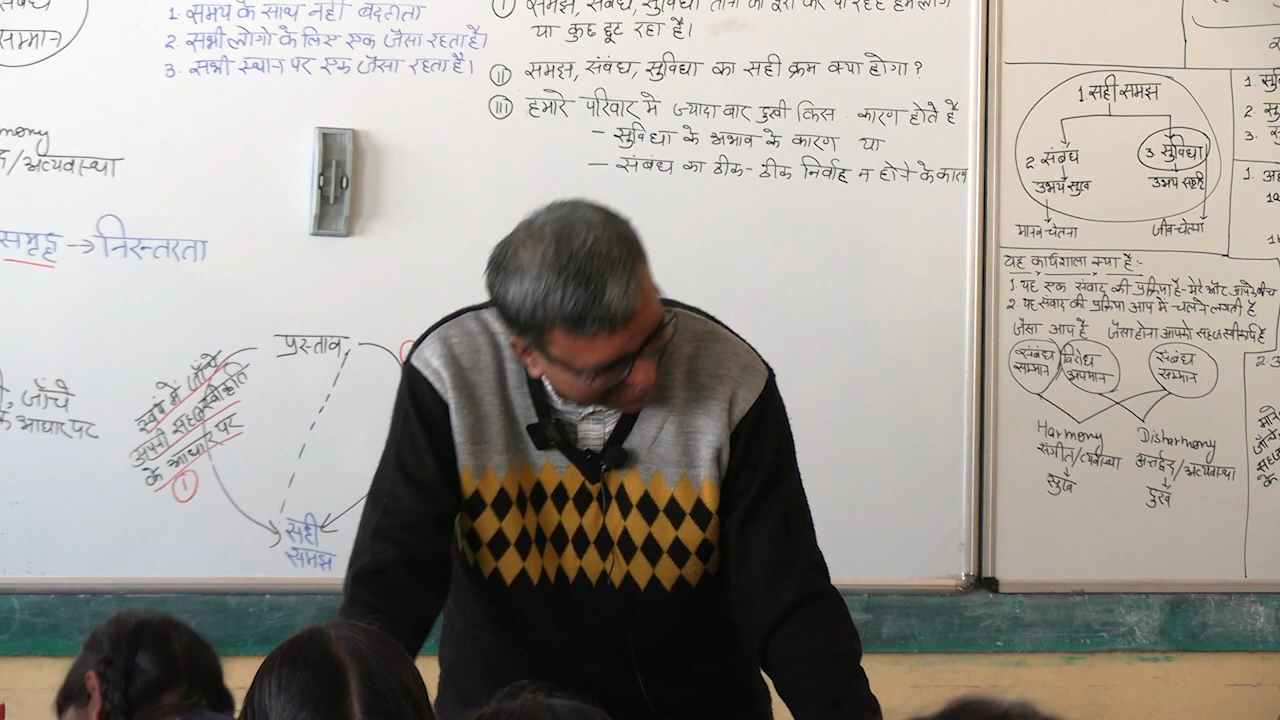 संबंध
सम्मान
1. समय के साथ नहीं बदलता
2. सभी लोगो के लिए एक जैसा रहता है।
3. सभी स्थान पर एक जैसा रहता है।
mony
अव्यवस्था
समृद्ध → निरन्तरता
जाँचे
के आधार पर
प्रस्ताव
स्वयं में जाँचे
अपनी सहज स्वीकृति
के आधार पर
1
सही
समझ
I समझ, संबंध, सुविधा
या कुछ छूट रहा है।
II समझ, संबंध, सुविधा का सही क्रम क्या होगा ?
III हमारे परिवार में ज्यादा बार दुखी किस कारण होते है
– सुविधा के अभाव के कारण या
– संबंध का ठीक-ठीक निर्वाह न होने के कारण
1. सही समझ
2. संबंध
3. सुविधा
उभय सुख
उभय समृद्धि
मानव चेतना
जीव चेतना
यह कार्यशाला क्या है:-
1. यह एक संवाद की प्रक्रिया है - मेरे और आपके बीच
2 यह संवाद की प्रक्रिया आप में चलने लगती है
जैसा आप है जैसा होना आपको सहज स्वीकार्य है
संबंध
सम्मान
विरोध
अपमान
संबंध
सम्मान
Harmony
संगीत/व्यवस्था
सुख
Disharmony
अन्तर्द्वंद्व/अव्यवस्था
दुख